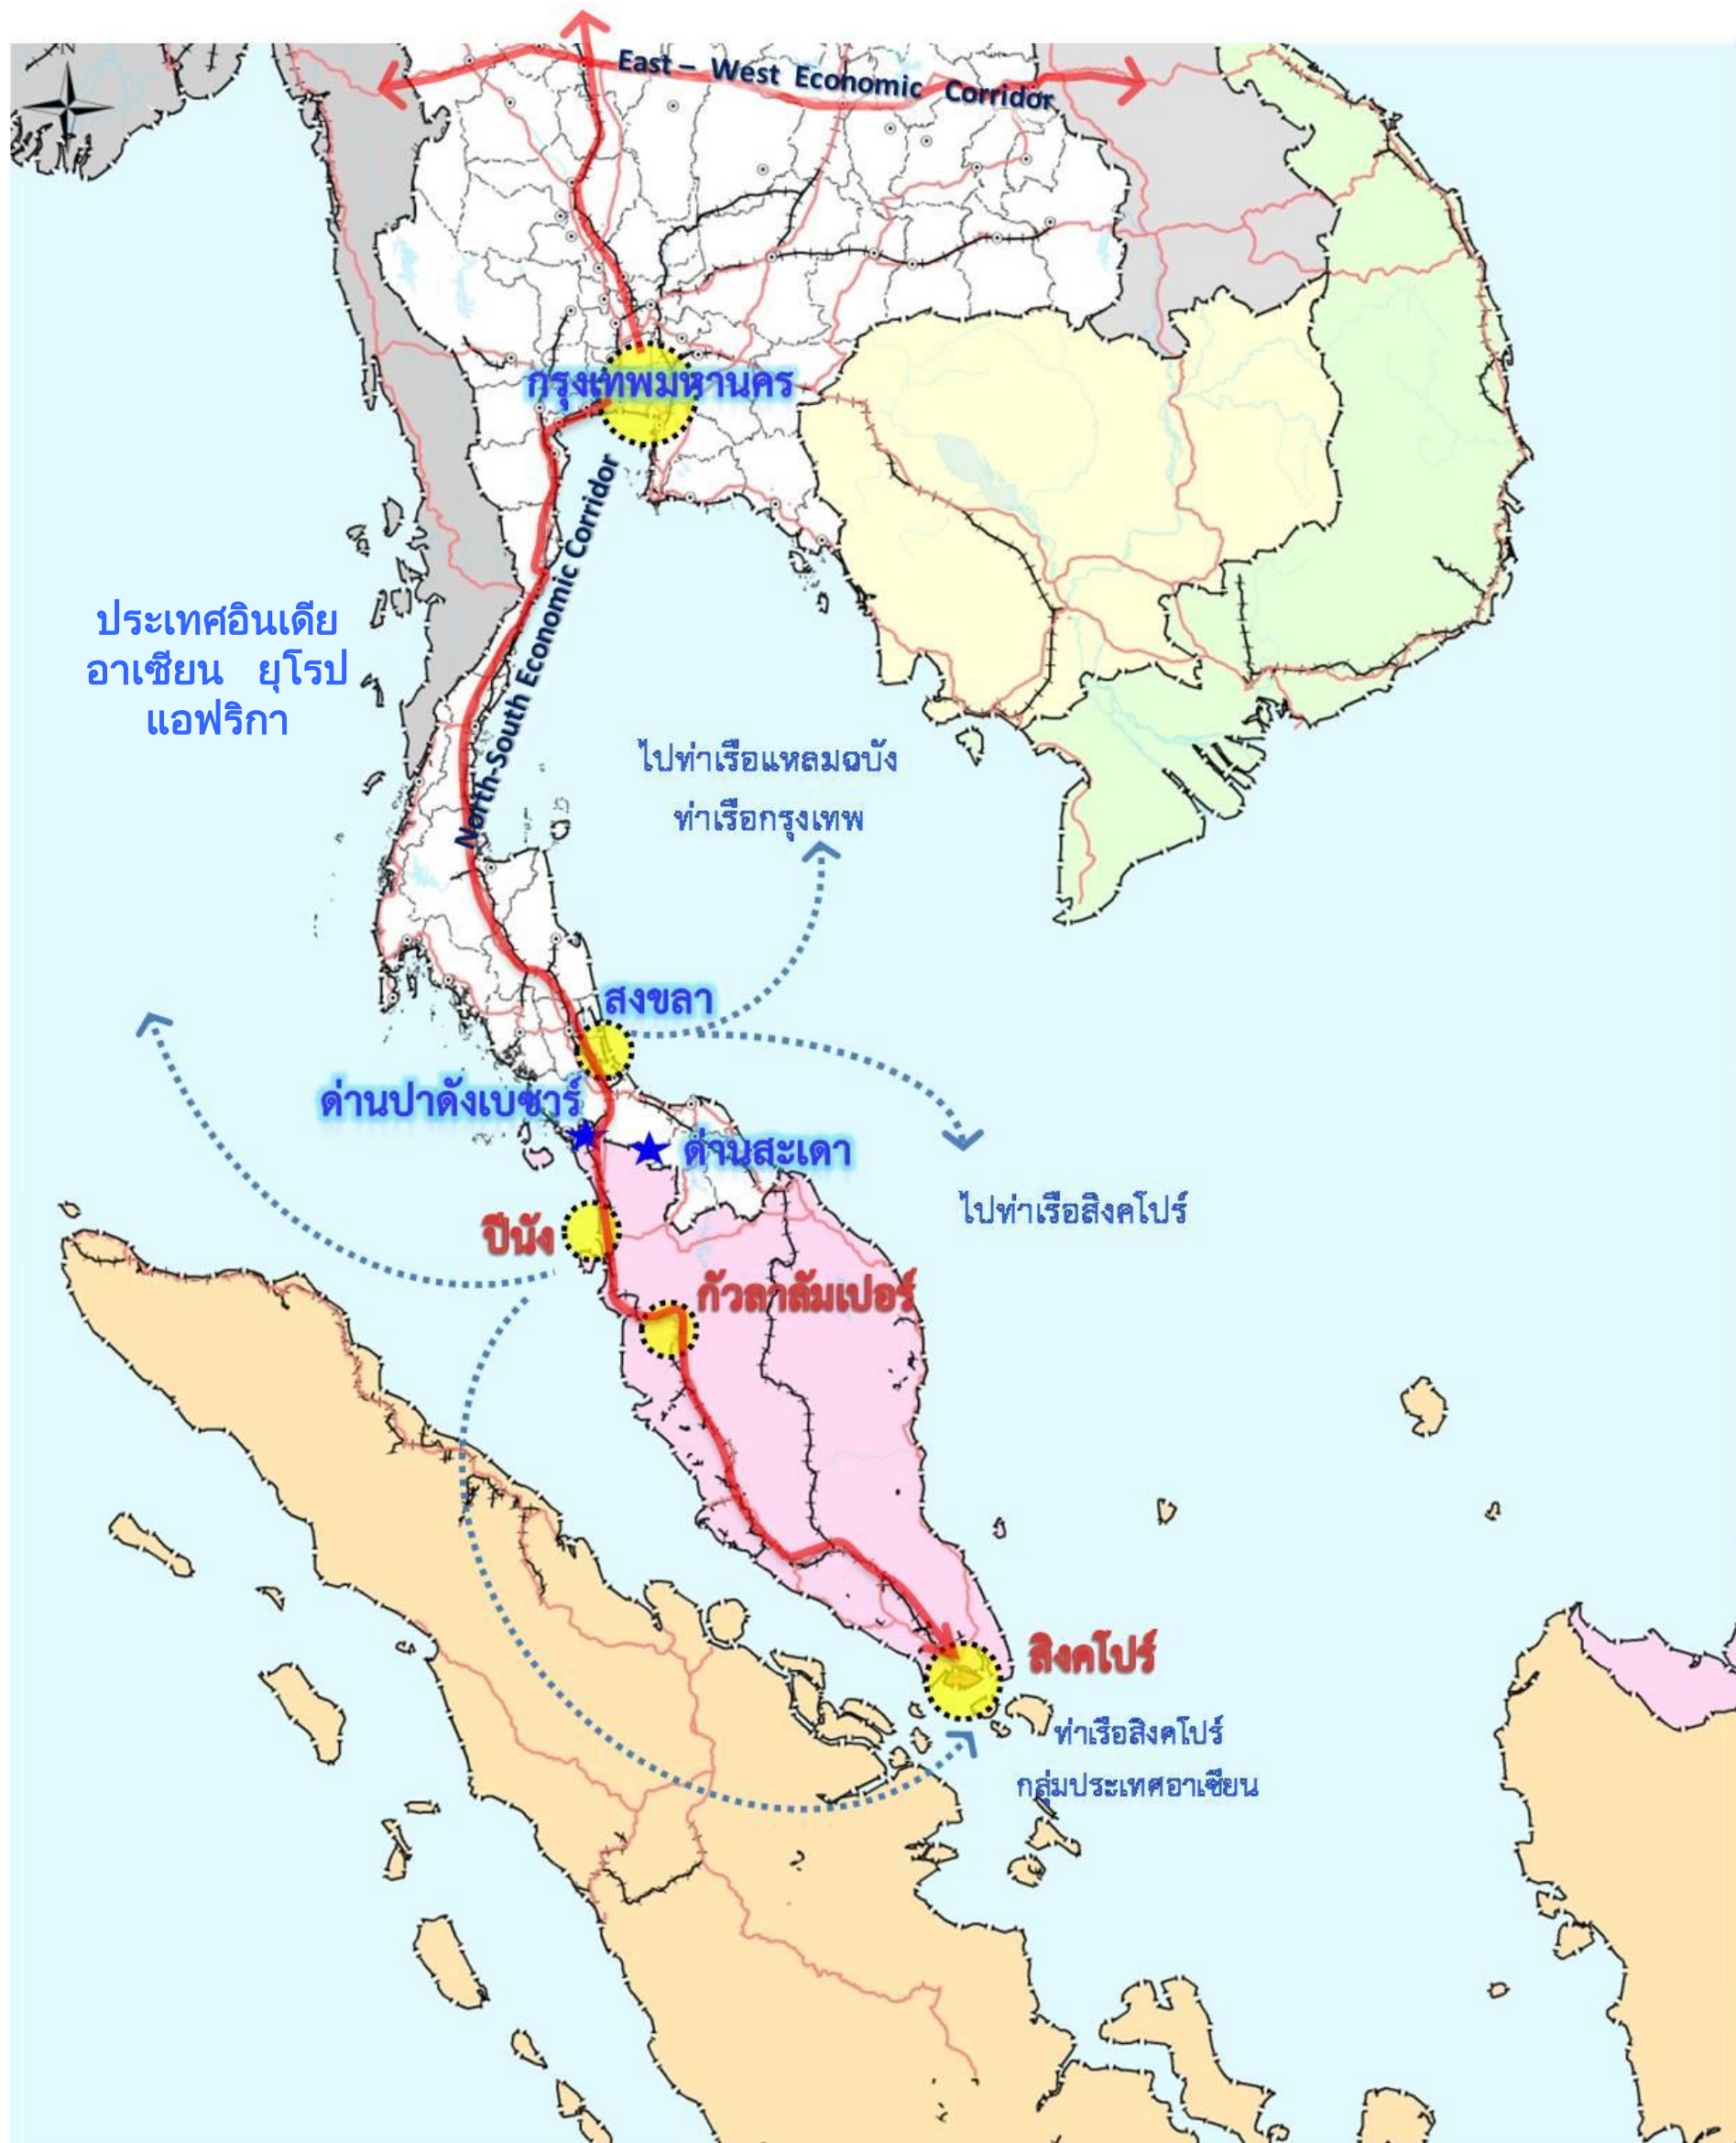 N
East – West Economic Corridor
กรุงเทพมหานคร
North-South Economic Corridor
ประเทศอินเดีย
อาเซียน ยุโรป
แอฟริกา
ไปท่าเรือแหลมฉบัง
ท่าเรือกรุงเทพ
สงขลา
ด่านปาดังเบซาร์
ด่านสะเดา
ไปท่าเรือสิงคโปร์
ปีนัง
กัวลาลัมเปอร์
สิงคโปร์
ท่าเรือสิงคโปร์
กลุ่มประเทศอาเซียน